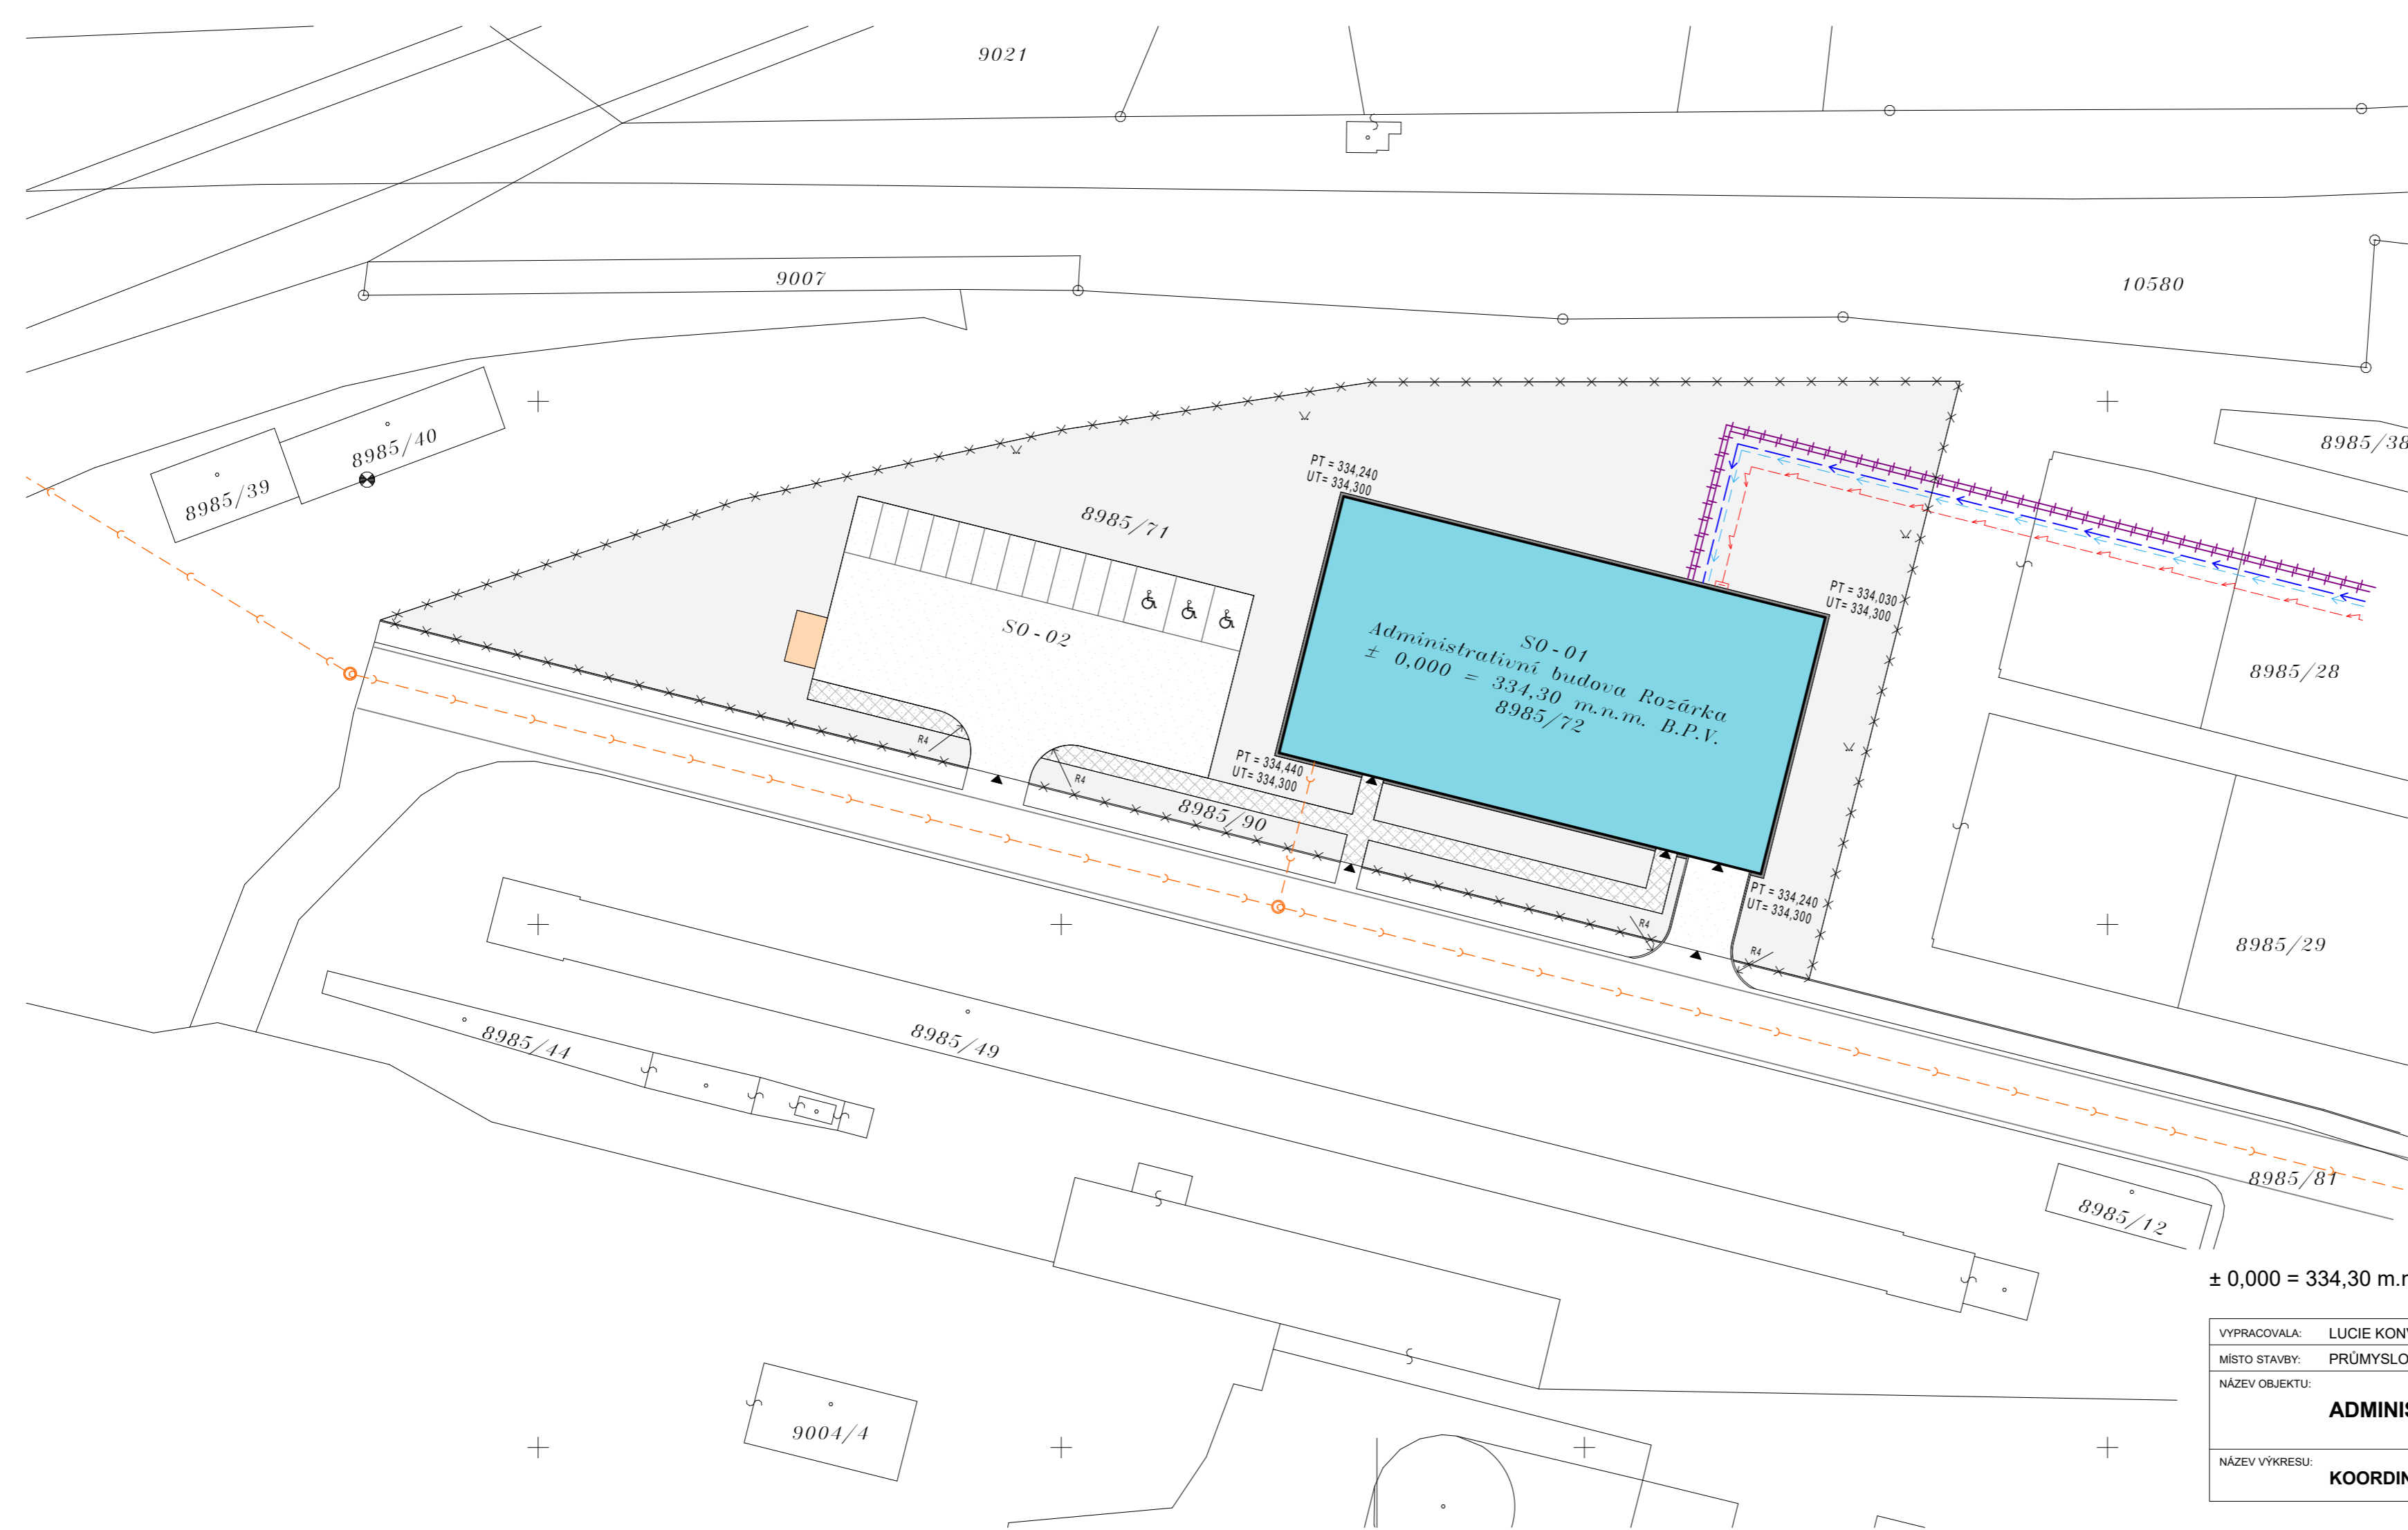 9021
9007
10580
8985/40
8985/39
8985/38
PT = 334,240
UT= 334,300
8985/71
PT = 334,030
UT= 334,300
SO-02
SO-01
Administrativní budova Rozárka
± 0,000 = 334,30 m.n.m. B.P.V.
8985/72
8985/28
R4
PT = 334,440
UT= 334,300
R4
8985/90
PT = 334,240
UT= 334,300
R4
R4
8985/29
8985/44
8985/49
8985/81
8985/12
± 0,000 = 334,30 m.n
VYPRACOVALA: LUCIE KON
MÍSTO STAVBY: PRŮMYSLO
NÁZEV OBJEKTU:
ADMINIS
NÁZEV VÝKRESU:
KOORDIN
9004/4